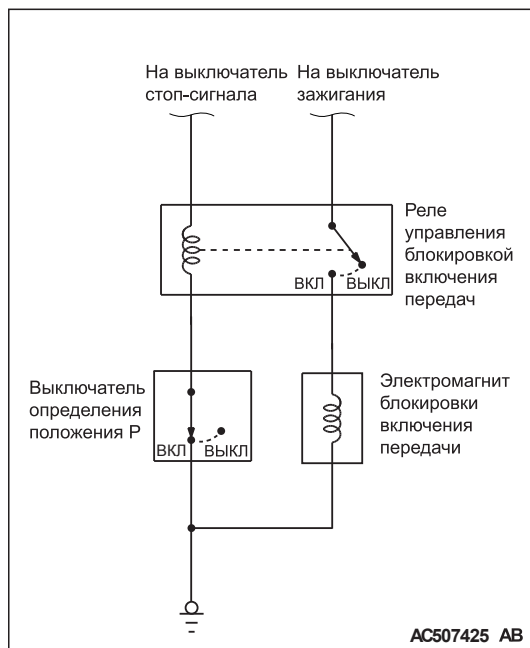 На выключатель
стоп-сигнала
На выключатель
зажигания
Реле
управления
блокировкой
включения
передач
ВКЛ
ВЫКЛ
Выключатель
определения
положения Р
ВКЛ
ВЫКЛ
Электромагнит
блокировки
включения
передачи
AC507425 AB